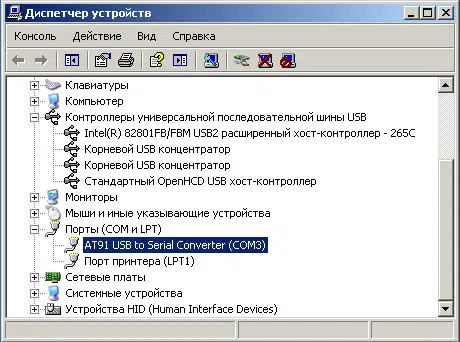 Диспетчер устройств
Консоль Действие Вид Справка
Клавиатуры
Компьютер
Контроллеры универсальной последовательной шины USB
Intel(R) 82801FB/FBM USB2 расширенный хост-контроллер - 265C
Корневой USB концентратор
Корневой USB концентратор
Стандартный OpenHCD USB хост-контроллер
Мониторы
Мыши и иные указывающие устройства
Порты (COM и LPT)
AT91 USB to Serial Converter (COM3)
Порт принтера (LPT1)
Сетевые платы
Системные устройства
Устройства HID (Human Interface Devices)